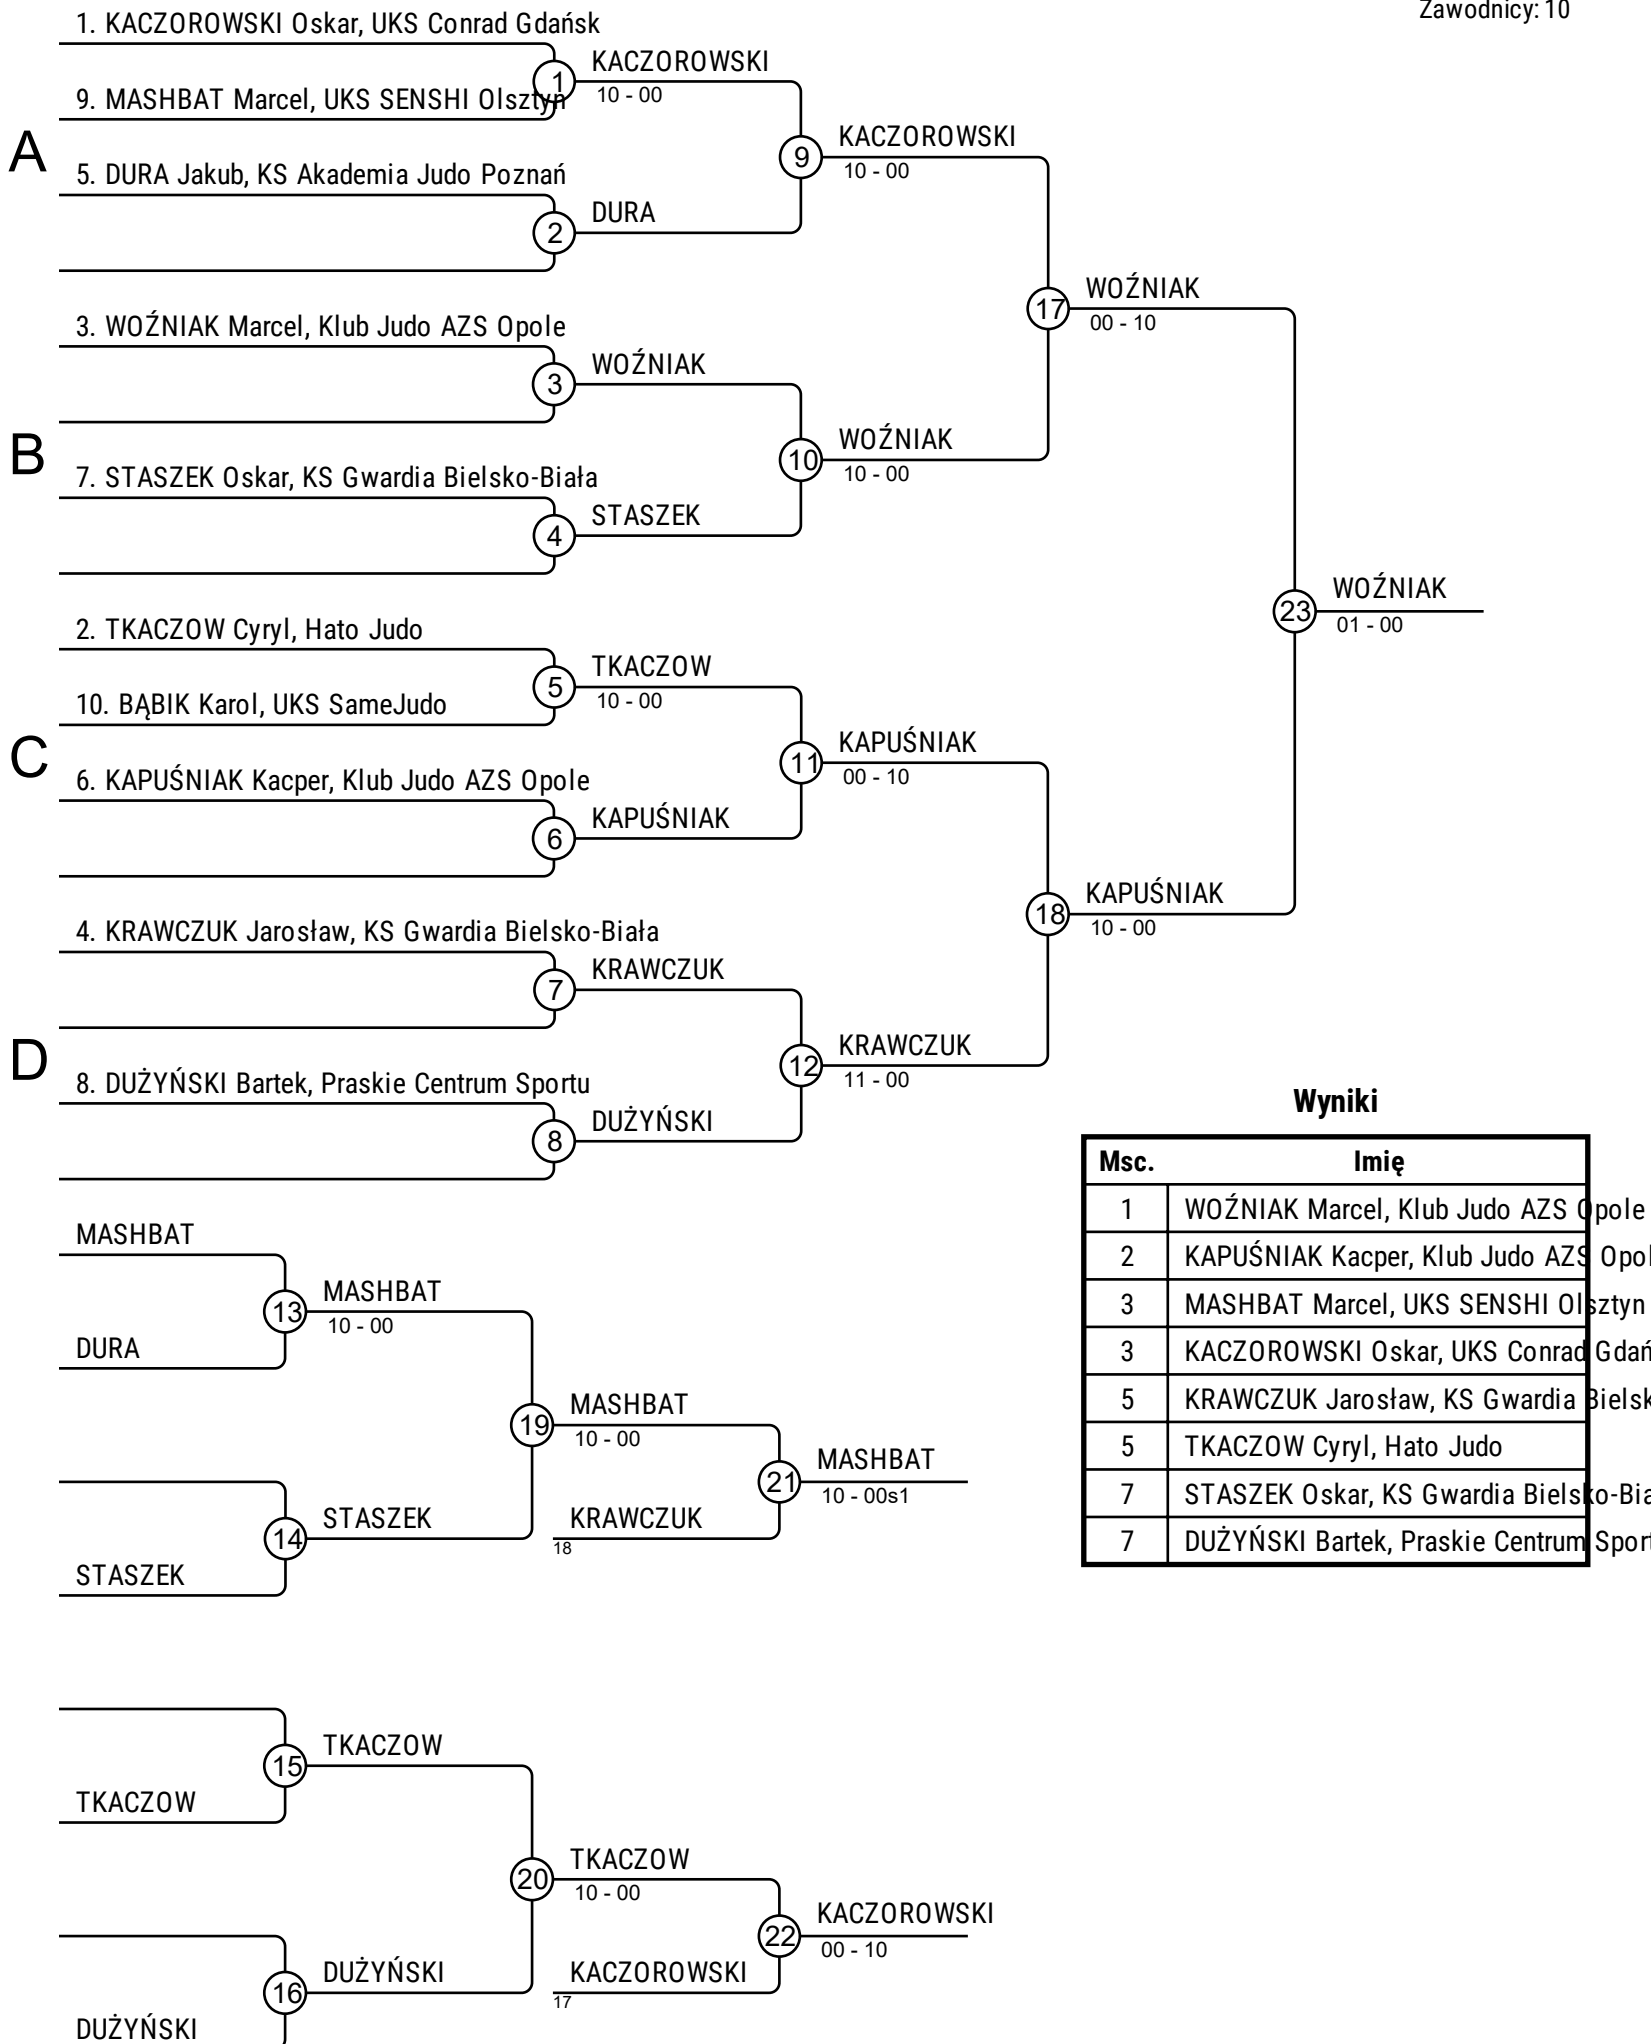 Zawodnicy: 10
1. KACZOROWSKI Oskar, UKS Conrad Gdańsk
KACZOROWSKI
1
10 - 00
9. MASHBAT Marcel, UKS SENSHI Olsztyn
A
KACZOROWSKI
9
10 - 00
5. DURA Jakub, KS Akademia Judo Poznań
DURA
2
WOŹNIAK
17
00 - 10
3. WOŹNIAK Marcel, Klub Judo AZS Opole
WOŹNIAK
3
B
WOŹNIAK
10
10 - 00
7. STASZEK Oskar, KS Gwardia Bielsko-Biała
STASZEK
4
WOŹNIAK
23
01 - 00
2. TKACZOW Cyryl, Hato Judo
TKACZOW
5
10 - 00
10. BĄBIK Karol, UKS SameJudo
C
KAPUŚNIAK
11
00 - 10
6. KAPUŚNIAK Kacper, Klub Judo AZS Opole
KAPUŚNIAK
6
KAPUŚNIAK
18
10 - 00
4. KRAWCZUK Jarosław, KS Gwardia Bielsko-Biała
KRAWCZUK
7
D
KRAWCZUK
12
11 - 00
8. DUŻYŃSKI Bartek, Praskie Centrum Sportu
DUŻYŃSKI
8
Wyniki
Msc. Imię
1 WOŹNIAK Marcel, Klub Judo AZS Opole
2 KAPUŚNIAK Kacper, Klub Judo AZS Opol
3 MASHBAT Marcel, UKS SENSHI Olsztyn
3 KACZOROWSKI Oskar, UKS Conrad Gdań
5 KRAWCZUK Jarosław, KS Gwardia Bielsk
5 TKACZOW Cyryl, Hato Judo
7 STASZEK Oskar, KS Gwardia Bielsko-Bia
7 DUŻYŃSKI Bartek, Praskie Centrum Sport
MASHBAT
MASHBAT
13
10 - 00
DURA
MASHBAT
19
10 - 00
MASHBAT
21
10 - 00s1
STASZEK
14
KRAWCZUK
18
STASZEK
TKACZOW
15
TKACZOW
TKACZOW
20
10 - 00
KACZOROWSKI
22
00 - 10
DUŻYŃSKI
16
KACZOROWSKI
17
DUŻYŃSKI